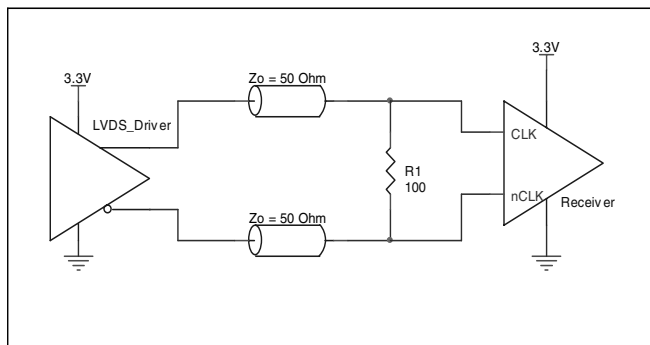 3.3V
LVDS_Driver
Zo = 50 Ohm
Zo = 50 Ohm
R1
100
3.3V
CLK
nCLK
Receiver